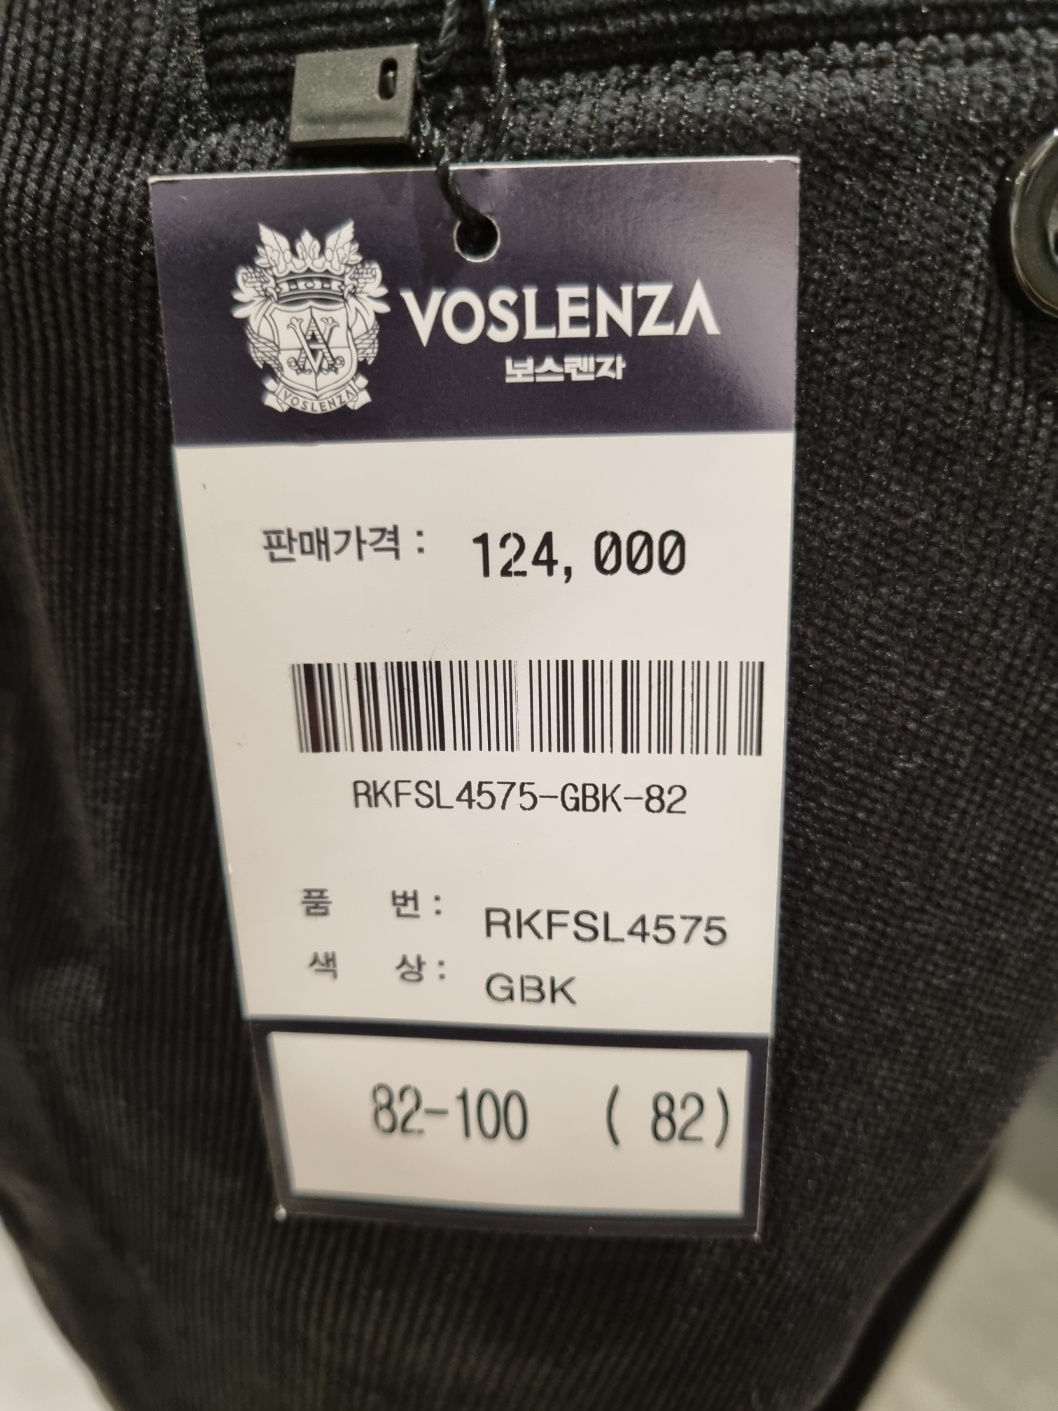 VOSLENZA
VOSLENZA
보스렌자
판매가격 : 124, 000
RKFSL4575-GBK-82
품 번 : RKFSL4575
색 상 : GBK
82-100 ( 82)